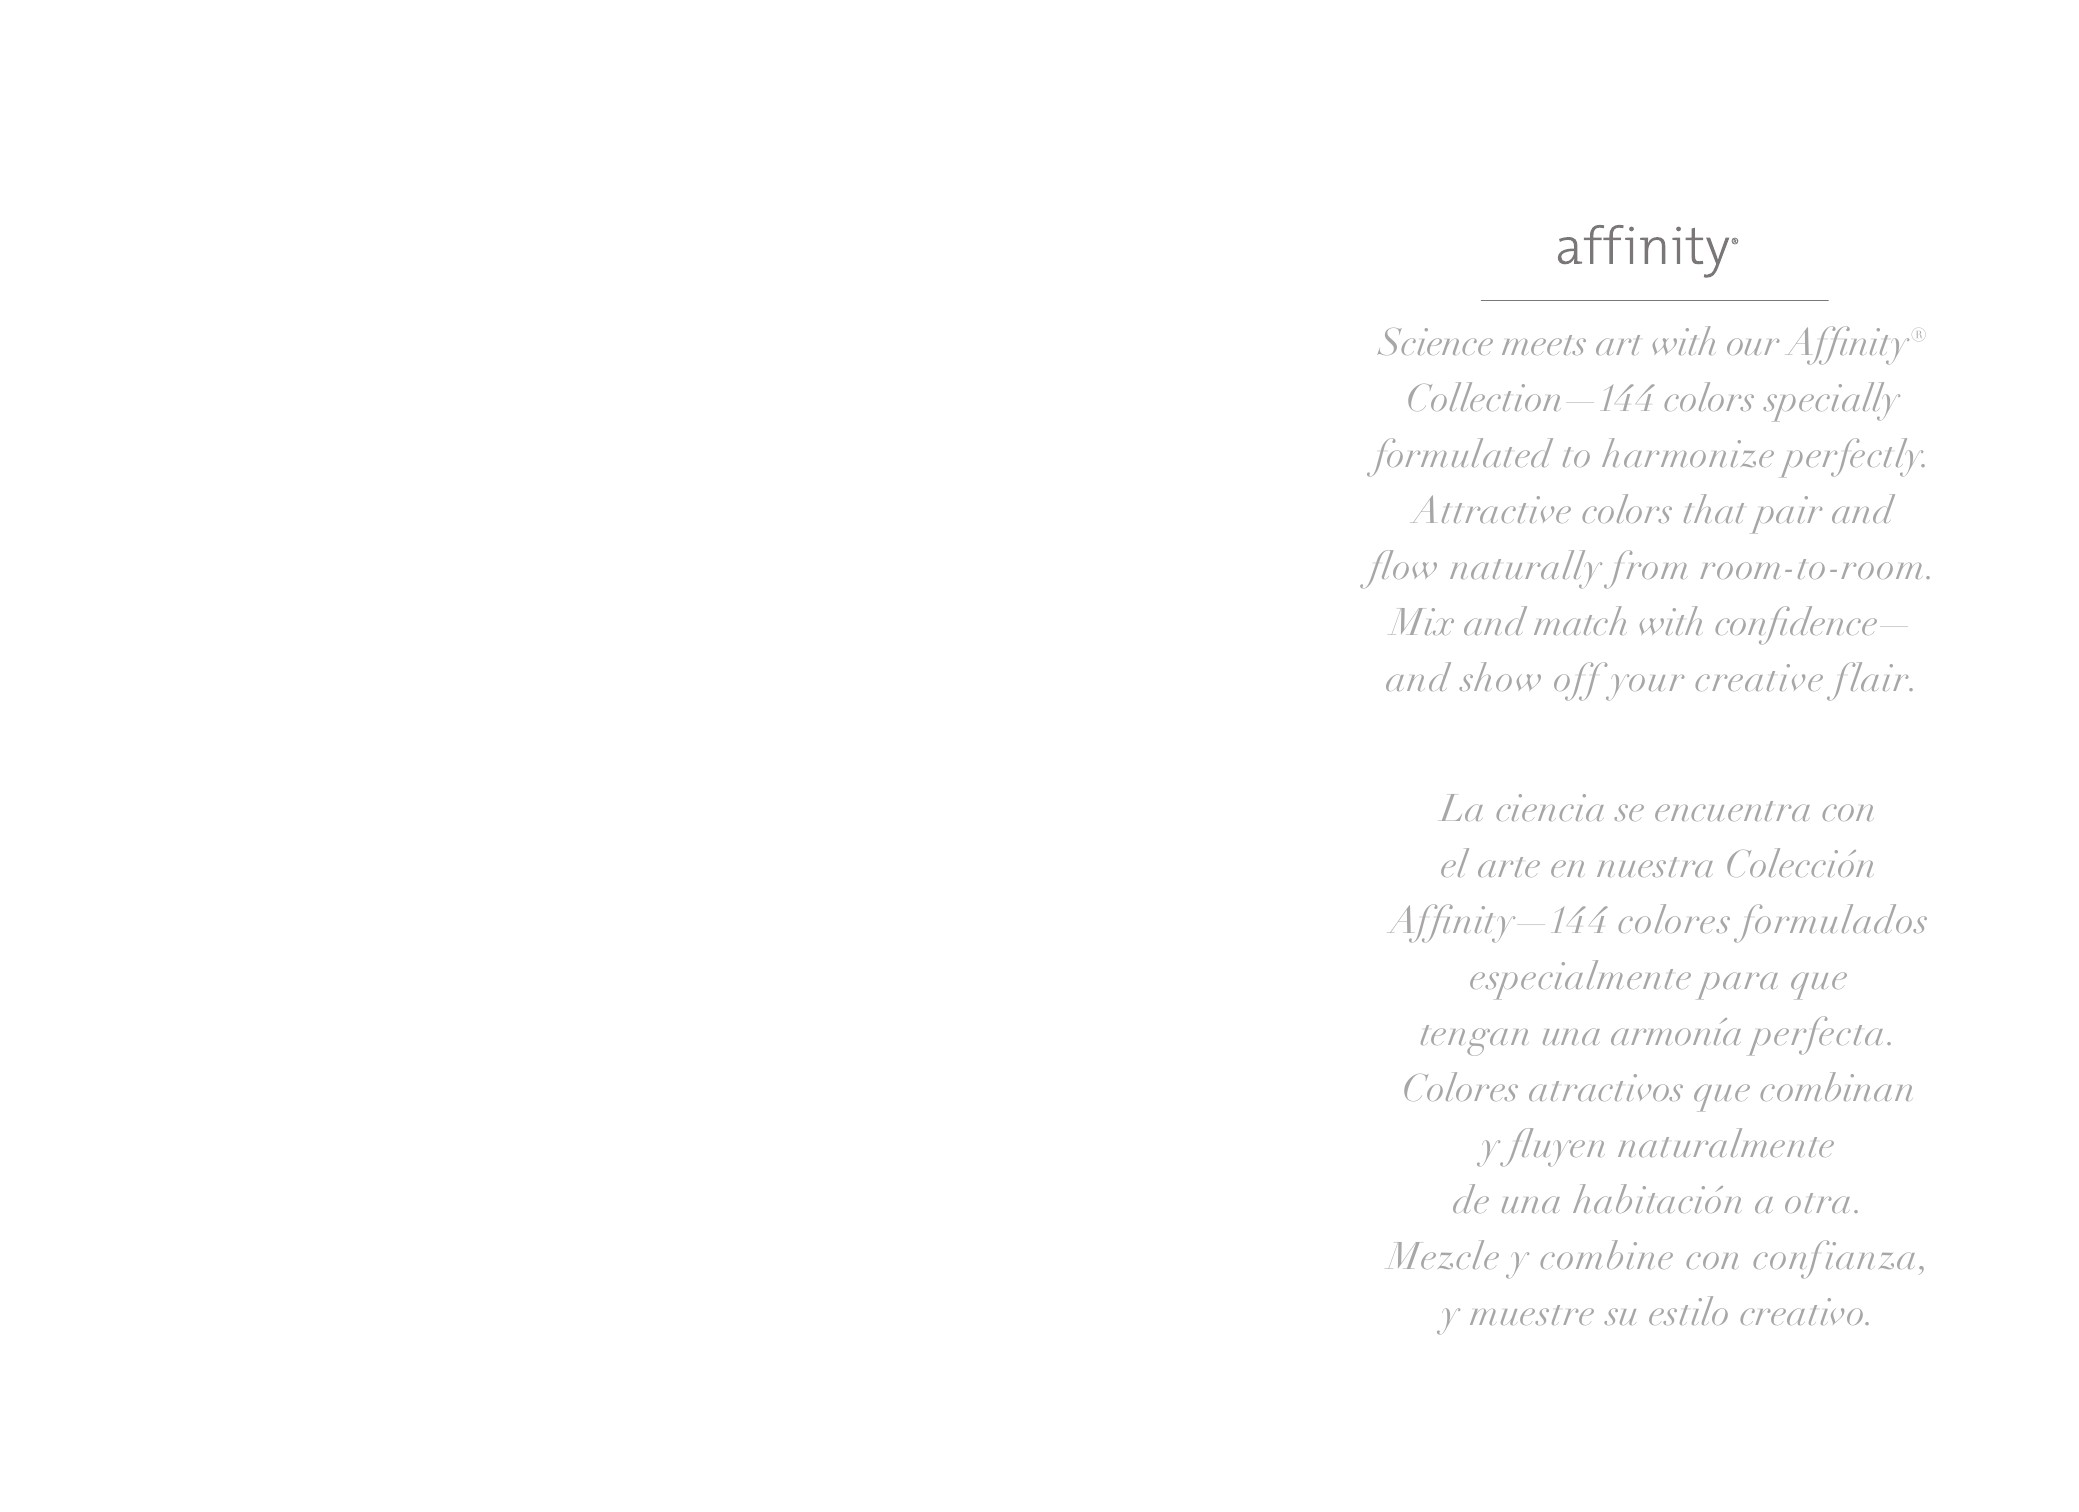 affinity®
Science meets art with our Affinity®
Collection—144 colors specially
formulated to harmonize perfectly.
Attractive colors that pair and
flow naturally from room-to-room.
Mix and match with confidence—
and show off your creative flair.
La ciencia se encuentra con
el arte en nuestra Colección
Affinity—144 colores formulados
especialmente para que
tengan una armonía perfecta.
Colores atractivos que combinan
y fluyen naturalmente
de una habitación a otra.
Mezcle y combine con confianza,
y muestre su estilo creativo.